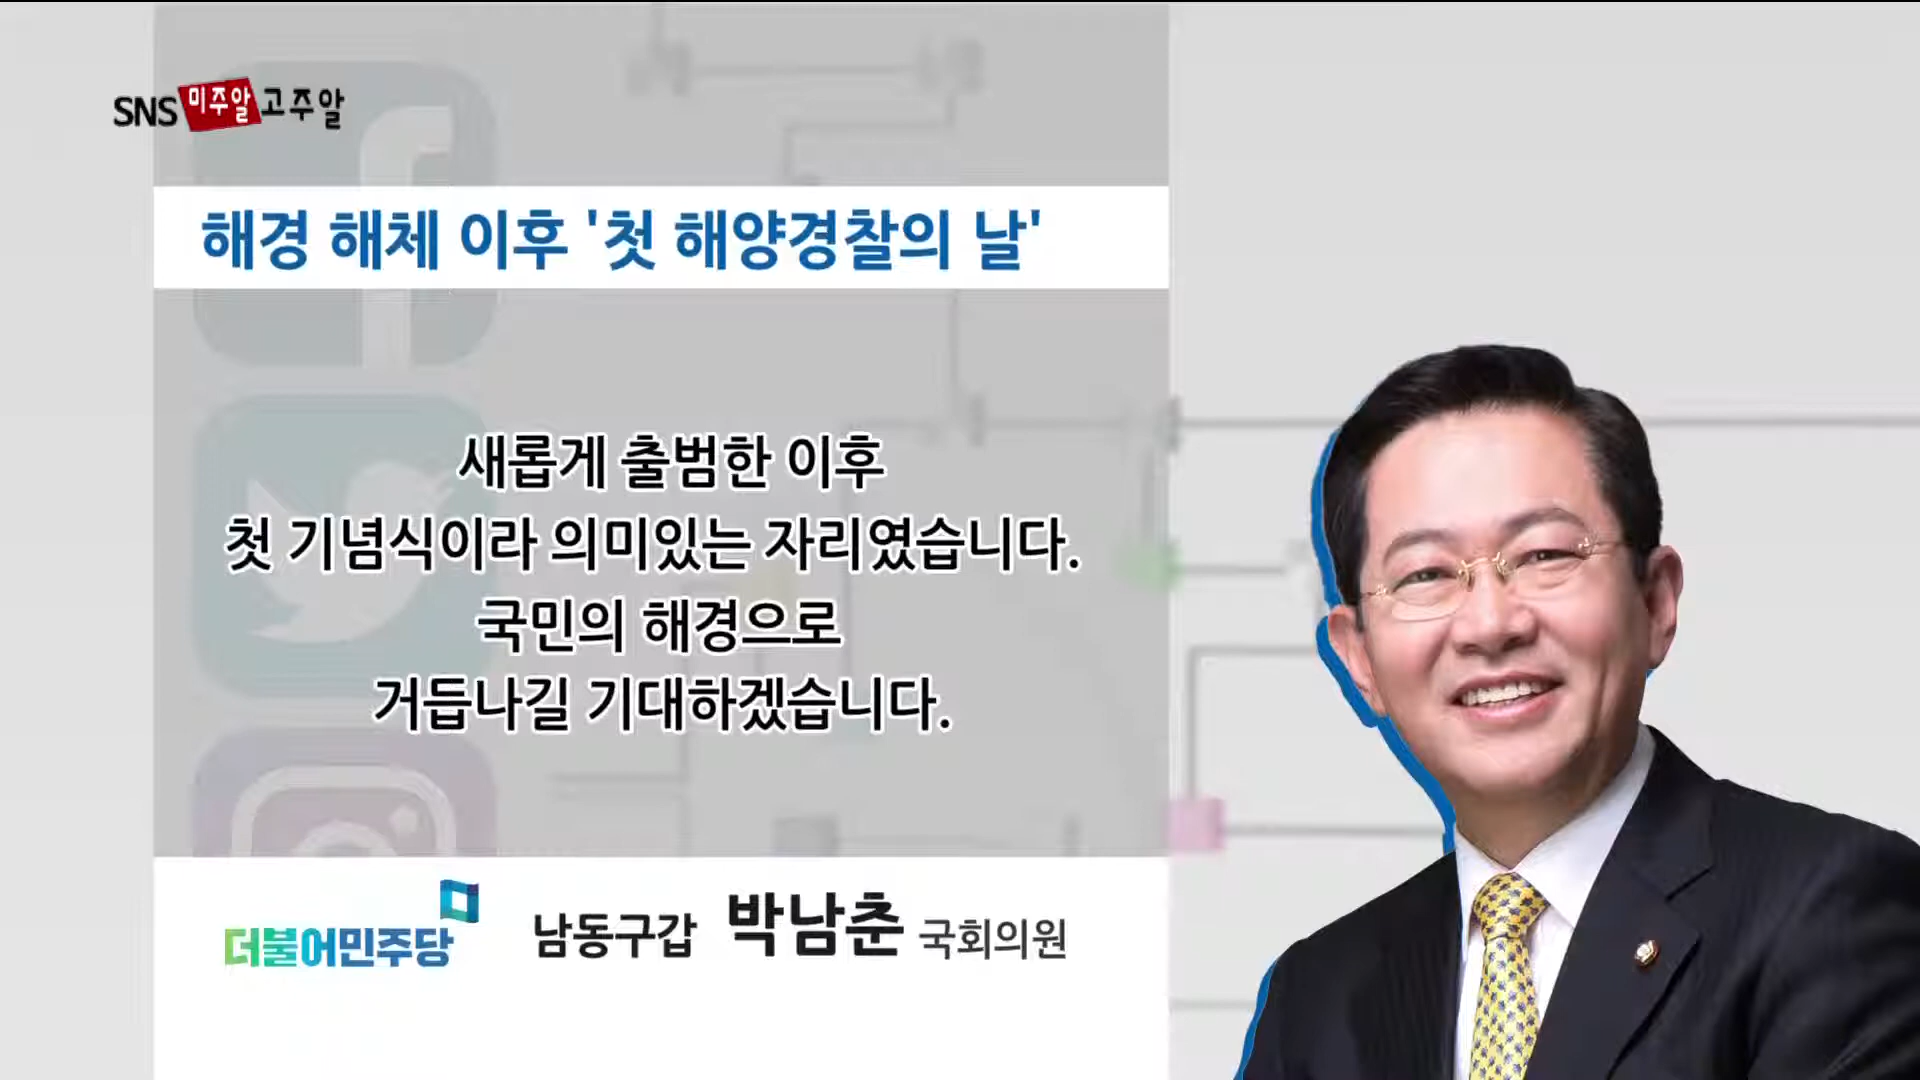 SNS 미주알 고주알
해경 해체 이후 '첫 해양경찰의 날'
새롭게 출범한 이후
첫 기념식이라 의미있는 자리였습니다.
국민의 해경으로
거듭나길 기대하겠습니다.
더불어민주당 남동구갑 박남춘 국회의원